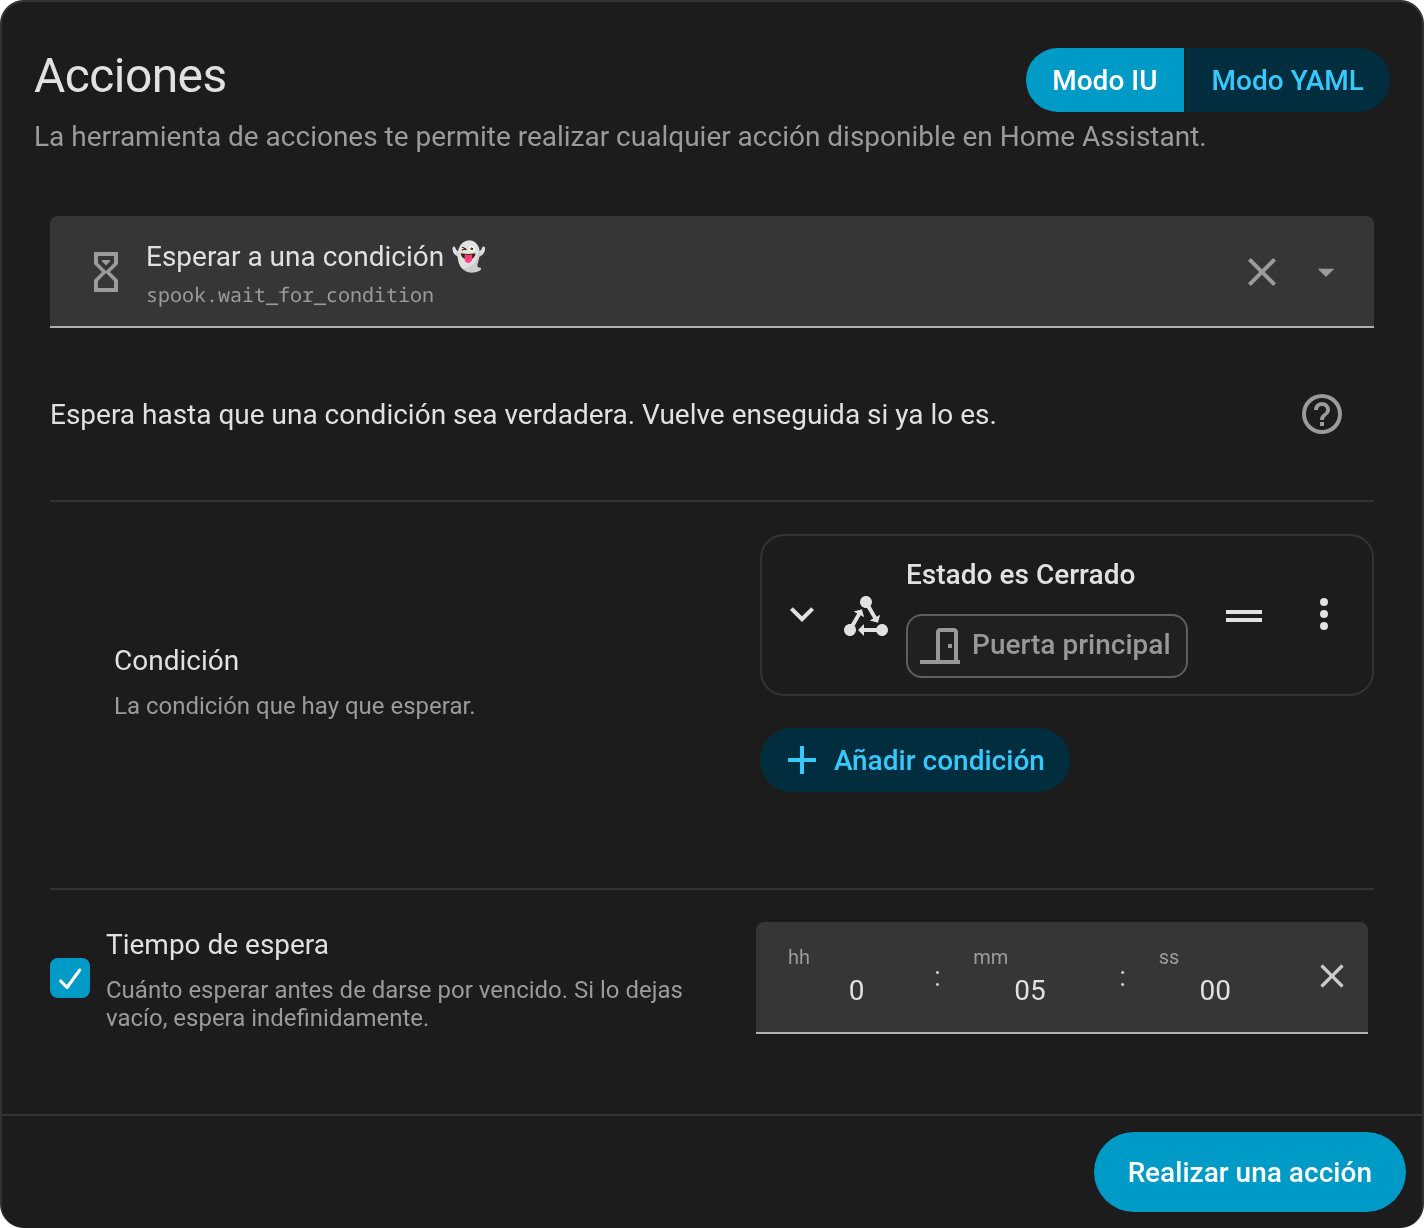 Acciones
Modo IU
Modo YAML
La herramienta de acciones te permite realizar cualquier acción disponible en Home Assistant.
Esperar a una condición 👻
spook.wait_for_condition
Espera hasta que una condición sea verdadera. Vuelve enseguida si ya lo es.
Condición
La condición que hay que esperar.
Estado es Cerrado
Puerta principal
Añadir condición
Tiempo de espera
Cuánto esperar antes de darse por vencido. Si lo dejas
vacío, espera indefinidamente.
hh mm ss
0 : 05 : 00
Realizar una acción